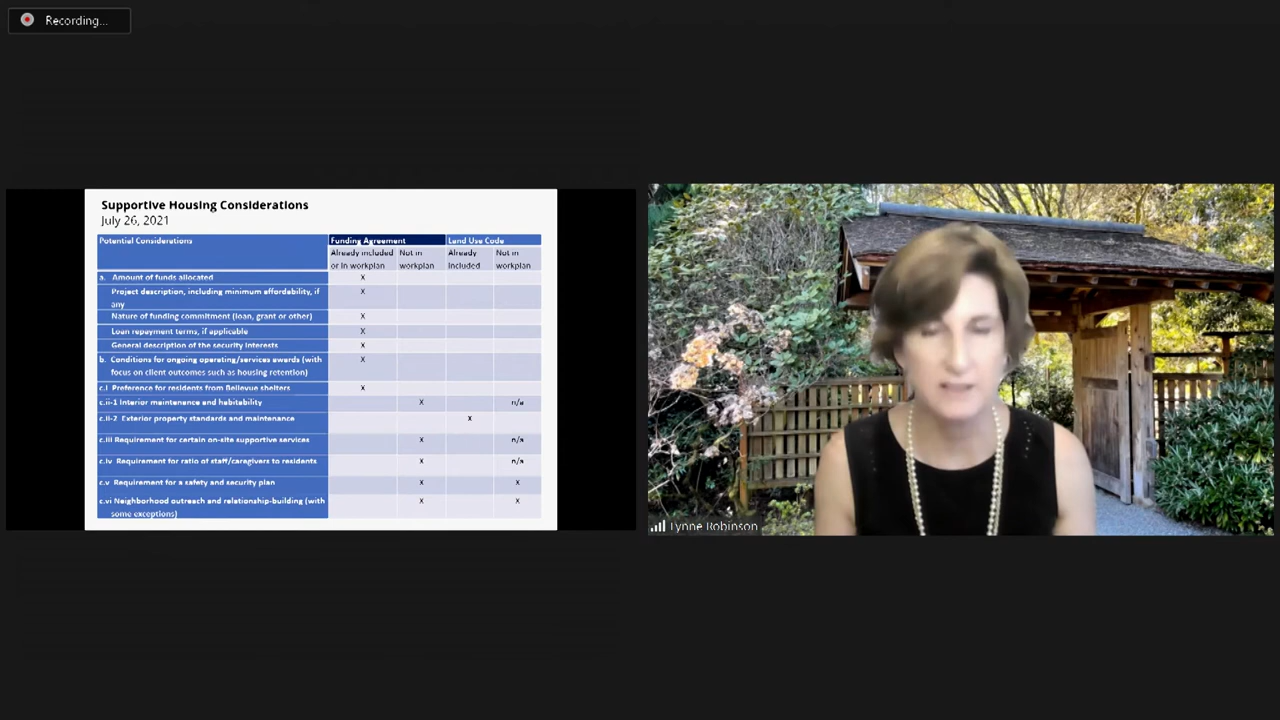 Recording...
Supportive Housing Considerations
July 26, 2021
Potential Considerations Funding Agreement Land Use Code
Already included Not in Already Not in
or in workplan workplan included workplan
a. Amount of funds allocated X
Project description, including minimum affordability, if X
any
Nature of funding commitment (loan, grant or other) X
Loan repayment terms, if applicable X
General description of the security interests X
b. Conditions for ongoing operating/services awards (with X
focus on client outcomes such as housing retention)
c.i Preference for residents from Bellevue shelters X
c.ii-1 Interior maintenance and habitability X n/a
c.ii-2 Exterior property standards and maintenance X
c.iii Requirement for certain on-site supportive services X n/a
c.iv Requirement for ratio of staff/caregivers to residents X n/a
c.v Requirement for a safety and security plan X X
c.vi Neighborhood outreach and relationship-building (with X X
some exceptions)
Lynne Robinson